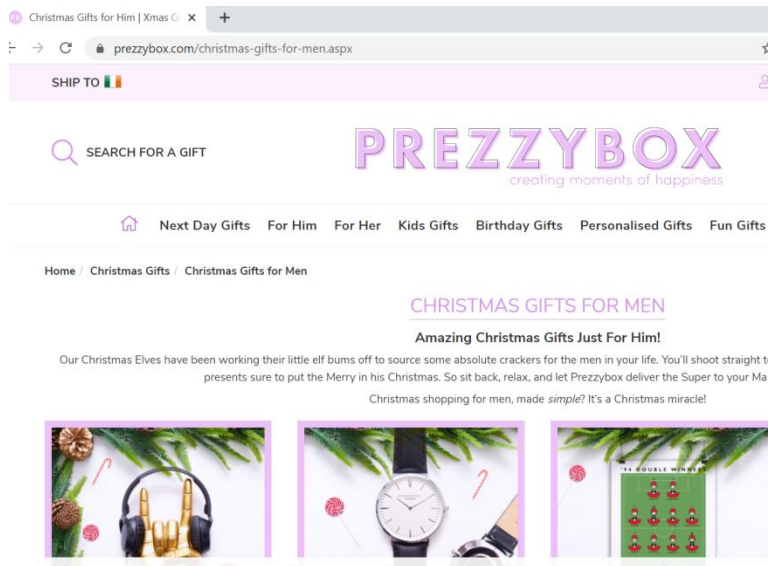 Christmas Gifts for Him | Xmas G
prezzybox.com/christmas-gifts-for-men.aspx
SHIP TO
SEARCH FOR A GIFT
PREZZYBOX
creating moments of happiness
Next Day Gifts For Him For Her Kids Gifts Birthday Gifts Personalised Gifts Fun Gifts
Home / Christmas Gifts / Christmas Gifts for Men
CHRISTMAS GIFTS FOR MEN
Amazing Christmas Gifts Just For Him!
Our Christmas Elves have been working their little elf bums off to source some absolute crackers for the men in your life. You'll shoot straight t
presents sure to put the Merry in his Christmas. So sit back, relax, and let Prezzybox deliver the Super to your Ma
Christmas shopping for men, made simple? It's a Christmas miracle!
'94 DOUBLE WINNERS